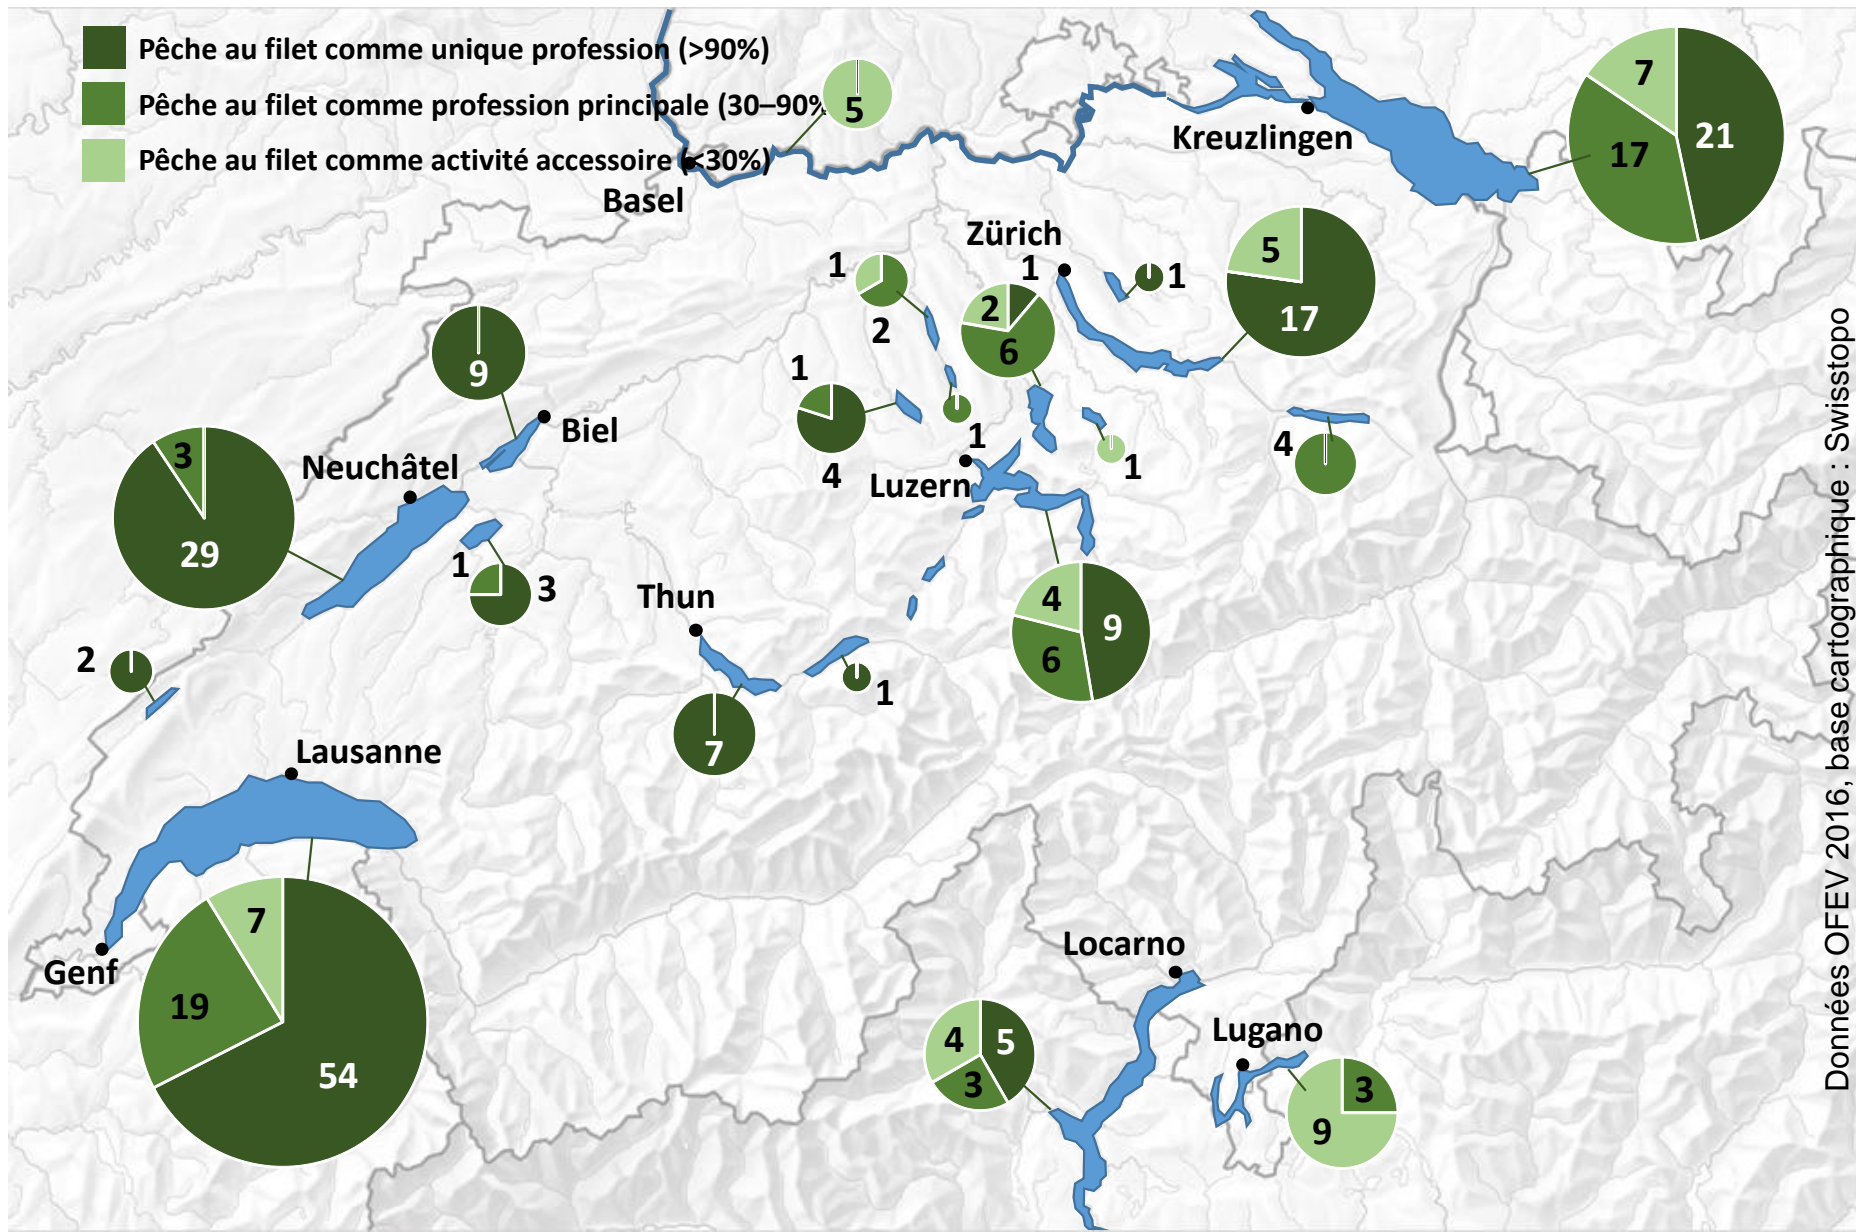 Pêche au filet comme unique profession (>90%)
Pêche au filet comme profession principale (30–90%
Pêche au filet comme activité accessoire (<30%)
5
Basel
Kreuzlingen
7
17
21
Zürich
1
2
1
2
6
1
5
17
9
Biel
1
4
1
1
4
Luzern
Neuchâtel
3
29
1
3
Thun
4
9
6
2
1
7
Lausanne
7
19
54
Genf
Locarno
4
5
3
Lugano
3
9
Données OFEV 2016, base cartographique : Swisstopo